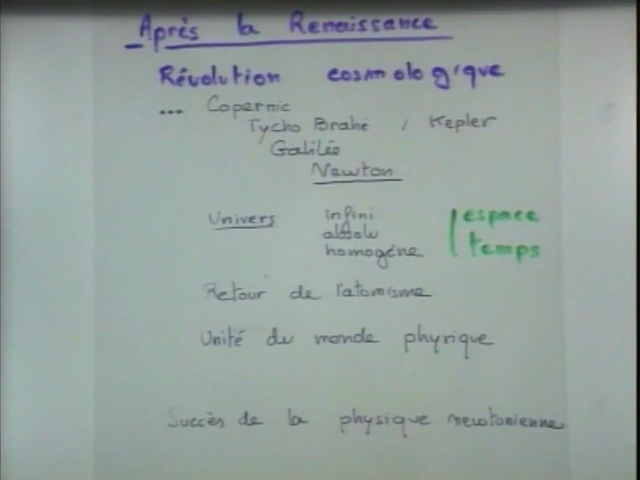 Après la Renaissance
Révolution cosmologique
... Copernic
Tycho Brahé / Kepler
Galilée
Newton
Univers infini espace
absolu temps
homogène
Retour de l'atomisme
Unité du monde physique
Succès de la physique newtonienne